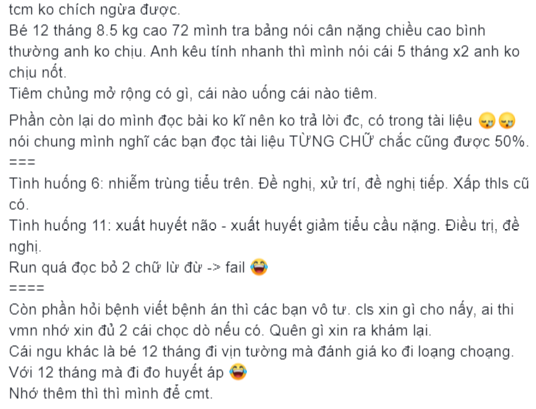 tcm ko chích ngừa được.
Bé 12 tháng 8.5 kg cao 72 mình tra bảng nói cân nặng chiều cao bình
thường anh ko chịu. Anh kêu tính nhanh thì mình nói cái 5 tháng x2 anh ko
chịu nốt.
Tiêm chủng mở rộng có gì, cái nào uống cái nào tiêm.
Phần còn lại do mình đọc bài ko kĩ nên ko trả lời đc, có trong tài liệu 😪😪
nói chung mình nghĩ các bạn đọc tài liệu TỪNG CHỮ chắc cũng được 50%.
===
Tình huống 6: nhiễm trùng tiểu trên. Đề nghị, xử trí, đề nghị tiếp. Xấp thls cũ
có.
Tình huống 11: xuất huyết não - xuất huyết giảm tiểu cầu nặng. Điều trị, đề
nghị.
Run quá đọc bỏ 2 chữ lừ đừ -> fail 😂
====
Còn phần hỏi bệnh viết bệnh án thì các bạn vô tư. cls xin gì cho nấy, ai thi
vmn nhớ xin đủ 2 cái chọc dò nếu có. Quên gì xin ra khám lại.
Cái ngu khác là bé 12 tháng đi vịn tường mà đánh giá ko đi loạng choạng.
Với 12 tháng mà đi đo huyết áp 😂
Nhớ thêm thì thì mình để cmt.